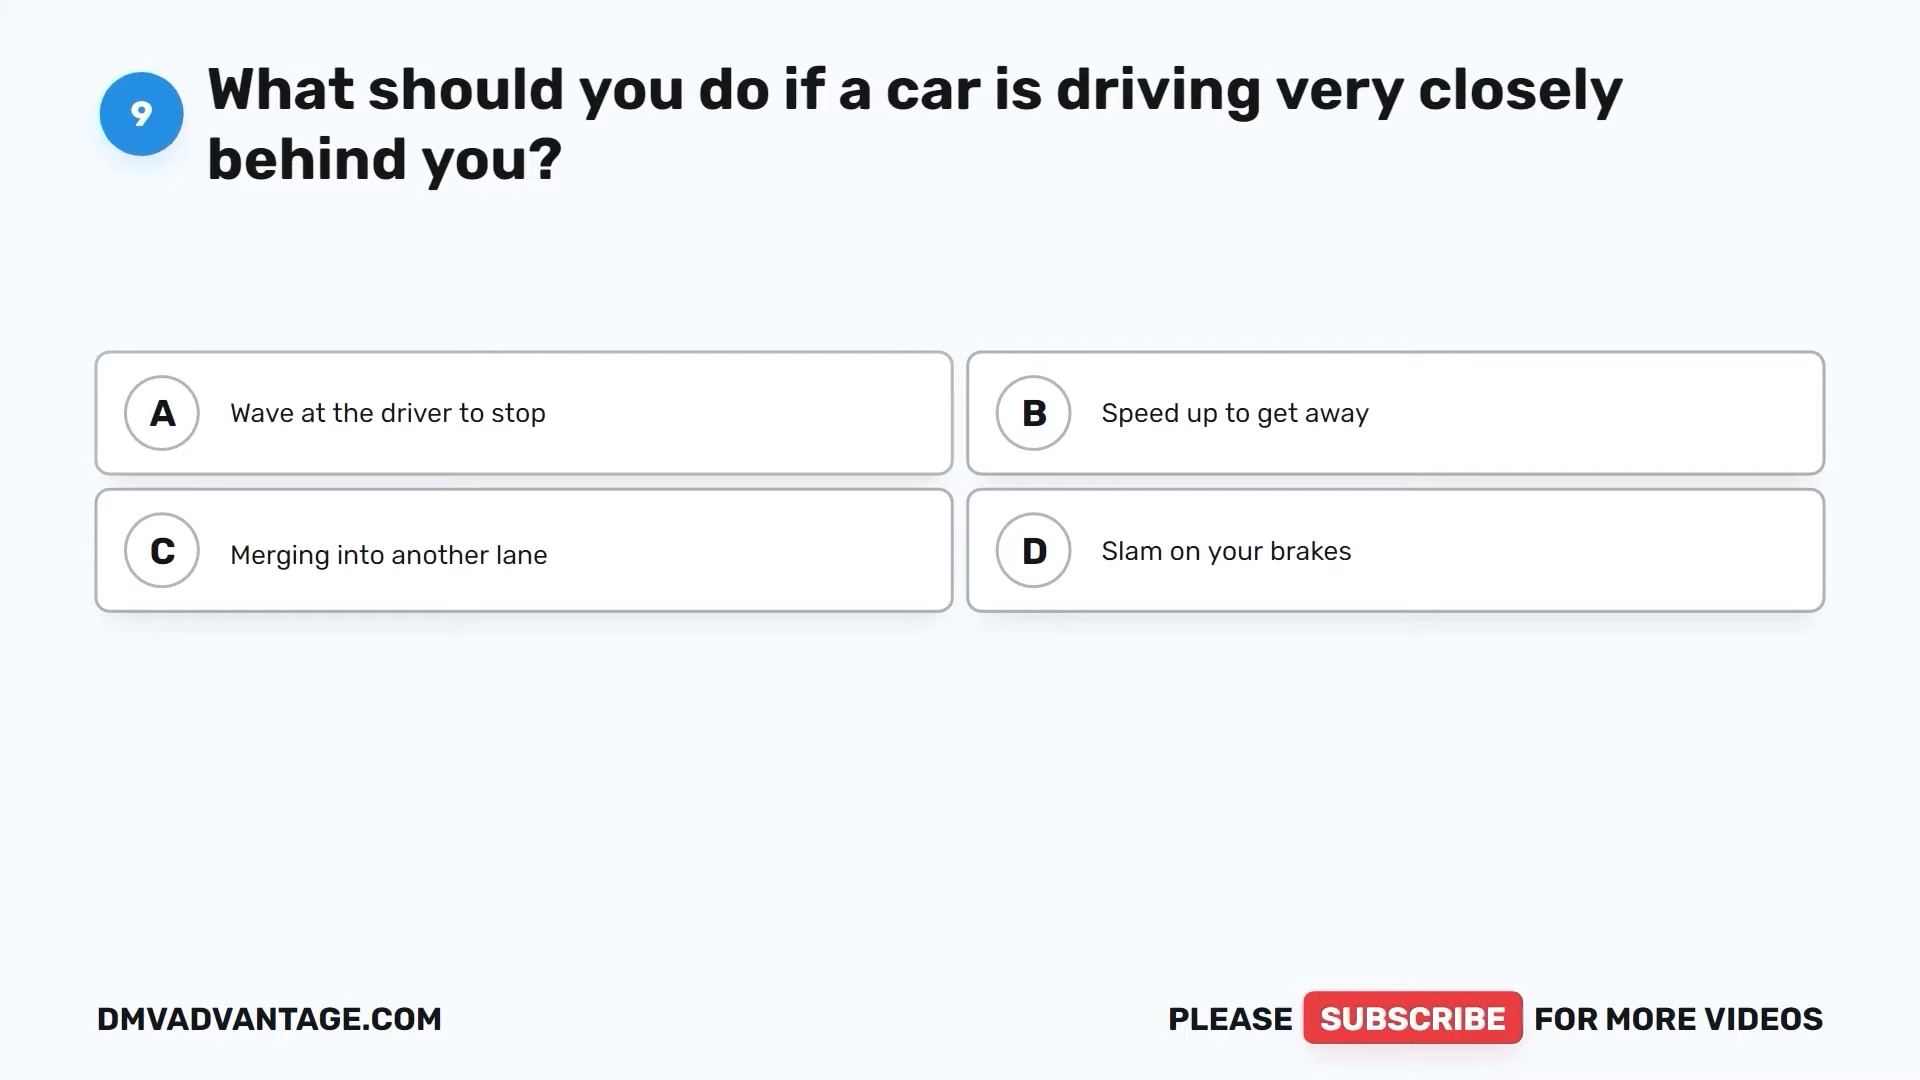 9
What should you do if a car is driving very closely
behind you?
A Wave at the driver to stop
B Speed up to get away
C Merging into another lane
D Slam on your brakes
DMVADVANTAGE.COM
PLEASE SUBSCRIBE FOR MORE VIDEOS